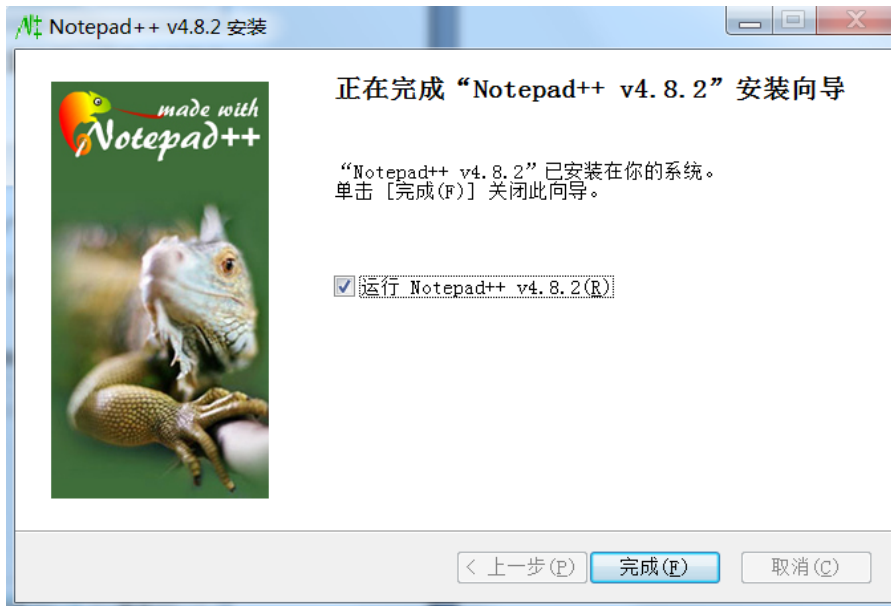 Notepad++ v4.8.2 安装
made with
Notepad++
正在完成“Notepad++ v4.8.2”安装向导
“Notepad++ v4.8.2”已安装在你的系统。
单击 [完成(F)] 关闭此向导。
运行 Notepad++ v4.8.2(R)
< 上一步(P) 完成(F) 取消(C)